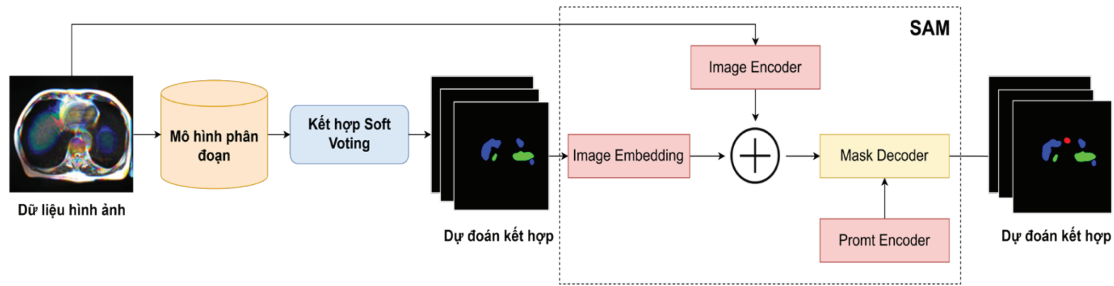 SAM
Image Encoder
Mô hình phân
đoạn
Kết hợp Soft
Voting
Image Embedding
Mask Decoder
Promt Encoder
Dữ liệu hình ảnh
Dự đoán kết hợp
Dự đoán kết hợp